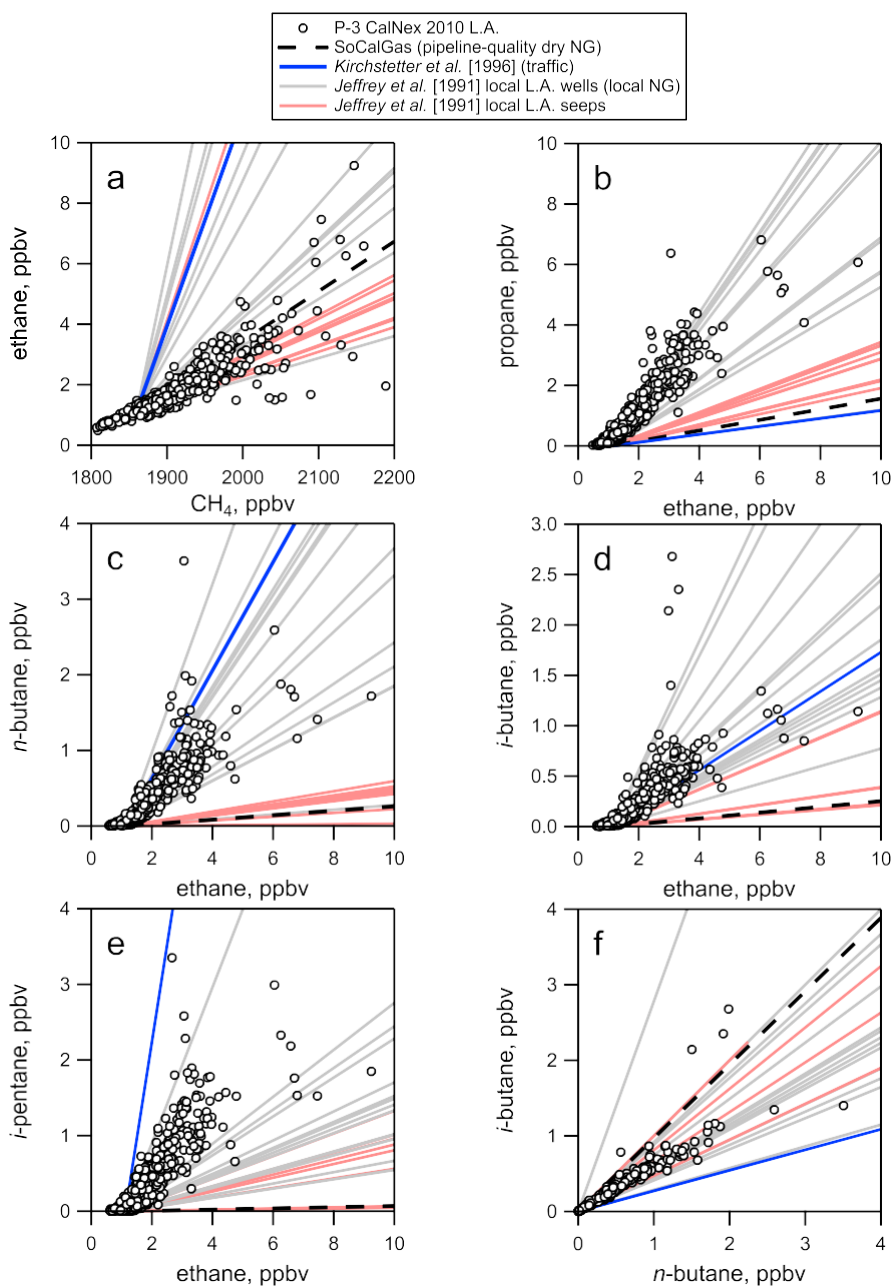 P-3 CalNex 2010 L.A.
SoCalGas (pipeline-quality dry NG)
Kirchstetter et al. [1996] (traffic)
Jeffrey et al. [1991] local L.A. wells (local NG)
Jeffrey et al. [1991] local L.A. seeps
a
10
8
6
4
2
0
ethane, ppbv
1800 1900 2000 2100 2200
CH4, ppbv
b
10
8
6
4
2
0
propane, ppbv
0 2 4 6 8 10
ethane, ppbv
c
4
3
2
1
0
n-butane, ppbv
0 2 4 6 8 10
ethane, ppbv
d
3.0
2.5
2.0
1.5
1.0
0.5
0.0
i-butane, ppbv
0 2 4 6 8 10
ethane, ppbv
e
4
3
2
1
0
i-pentane, ppbv
0 2 4 6 8 10
ethane, ppbv
f
4
3
2
1
0
i-butane, ppbv
0 1 2 3 4
n-butane, ppbv